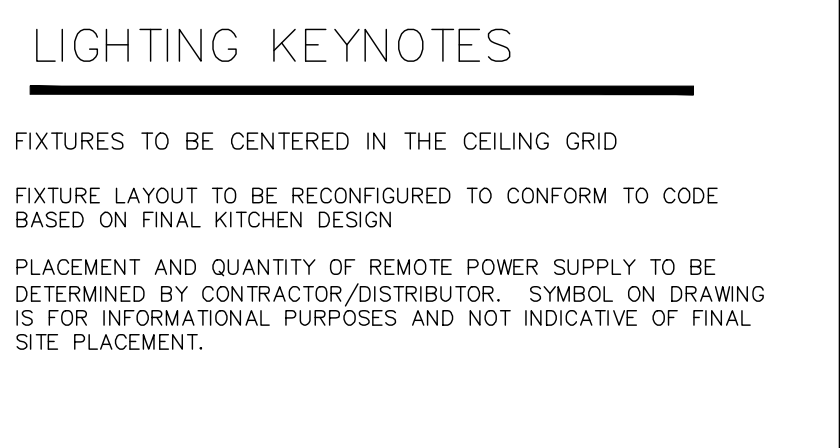 LIGHTING KEYNOTES
FIXTURES TO BE CENTERED IN THE CEILING GRID
FIXTURE LAYOUT TO BE RECONFIGURED TO CONFORM TO CODE
BASED ON FINAL KITCHEN DESIGN
PLACEMENT AND QUANTITY OF REMOTE POWER SUPPLY TO BE
DETERMINED BY CONTRACTOR/DISTRIBUTOR. SYMBOL ON DRAWING
IS FOR INFORMATIONAL PURPOSES AND NOT INDICATIVE OF FINAL
SITE PLACEMENT.